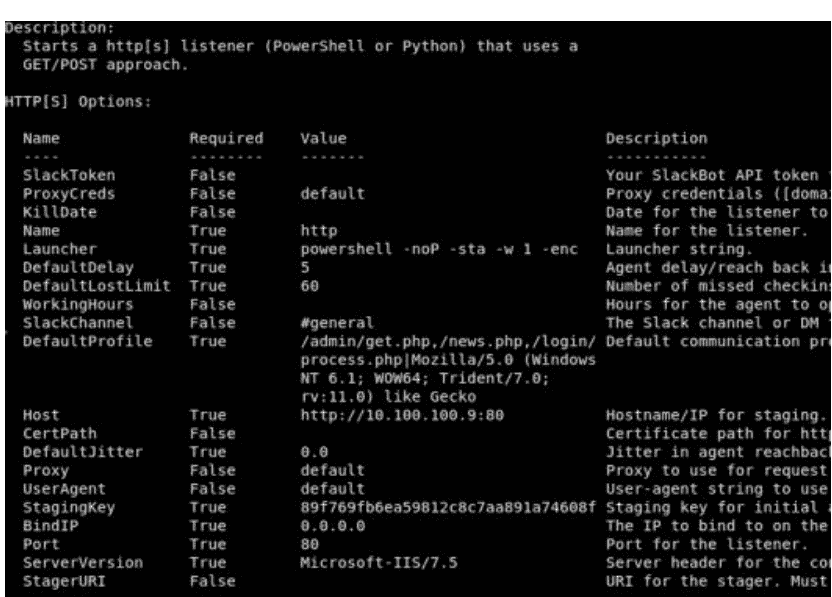 Description:
Starts a http[s] listener (PowerShell or Python) that uses a
GET/POST approach.
HTTP[S] Options:
Name Required Value Description
---- -------- ------- -----------
SlackToken False Your SlackBot API token
ProxyCreds False default Proxy credentials ([domai
KillDate False Date for the listener to
Name True http Name for the listener.
Launcher True powershell -noP -sta -w 1 -enc Launcher string.
DefaultDelay True 5 Agent delay/reach back in
DefaultLostLimit True 60 Number of missed checkins
WorkingHours False Hours for the agent to op
SlackChannel False #general The Slack channel or DM
DefaultProfile True /admin/get.php,/news.php,/login/ Default communication pro
process.php|Mozilla/5.0 (Windows
NT 6.1; WOW64; Trident/7.0;
rv:11.0) like Gecko
Host True http://10.100.100.9:80 Hostname/IP for staging.
CertPath False Certificate path for http
DefaultJitter True 0.0 Jitter in agent reachback
Proxy False default Proxy to use for request
UserAgent False default User-agent string to use
StagingKey True 89f769fb6ea59812c8c7aa891a74608f Staging key for initial a
BindIP True 0.0.0.0 The IP to bind to on the
Port True 80 Port for the listener.
ServerVersion True Microsoft-IIS/7.5 Server header for the con
StagerURI False URI for the stager. Must